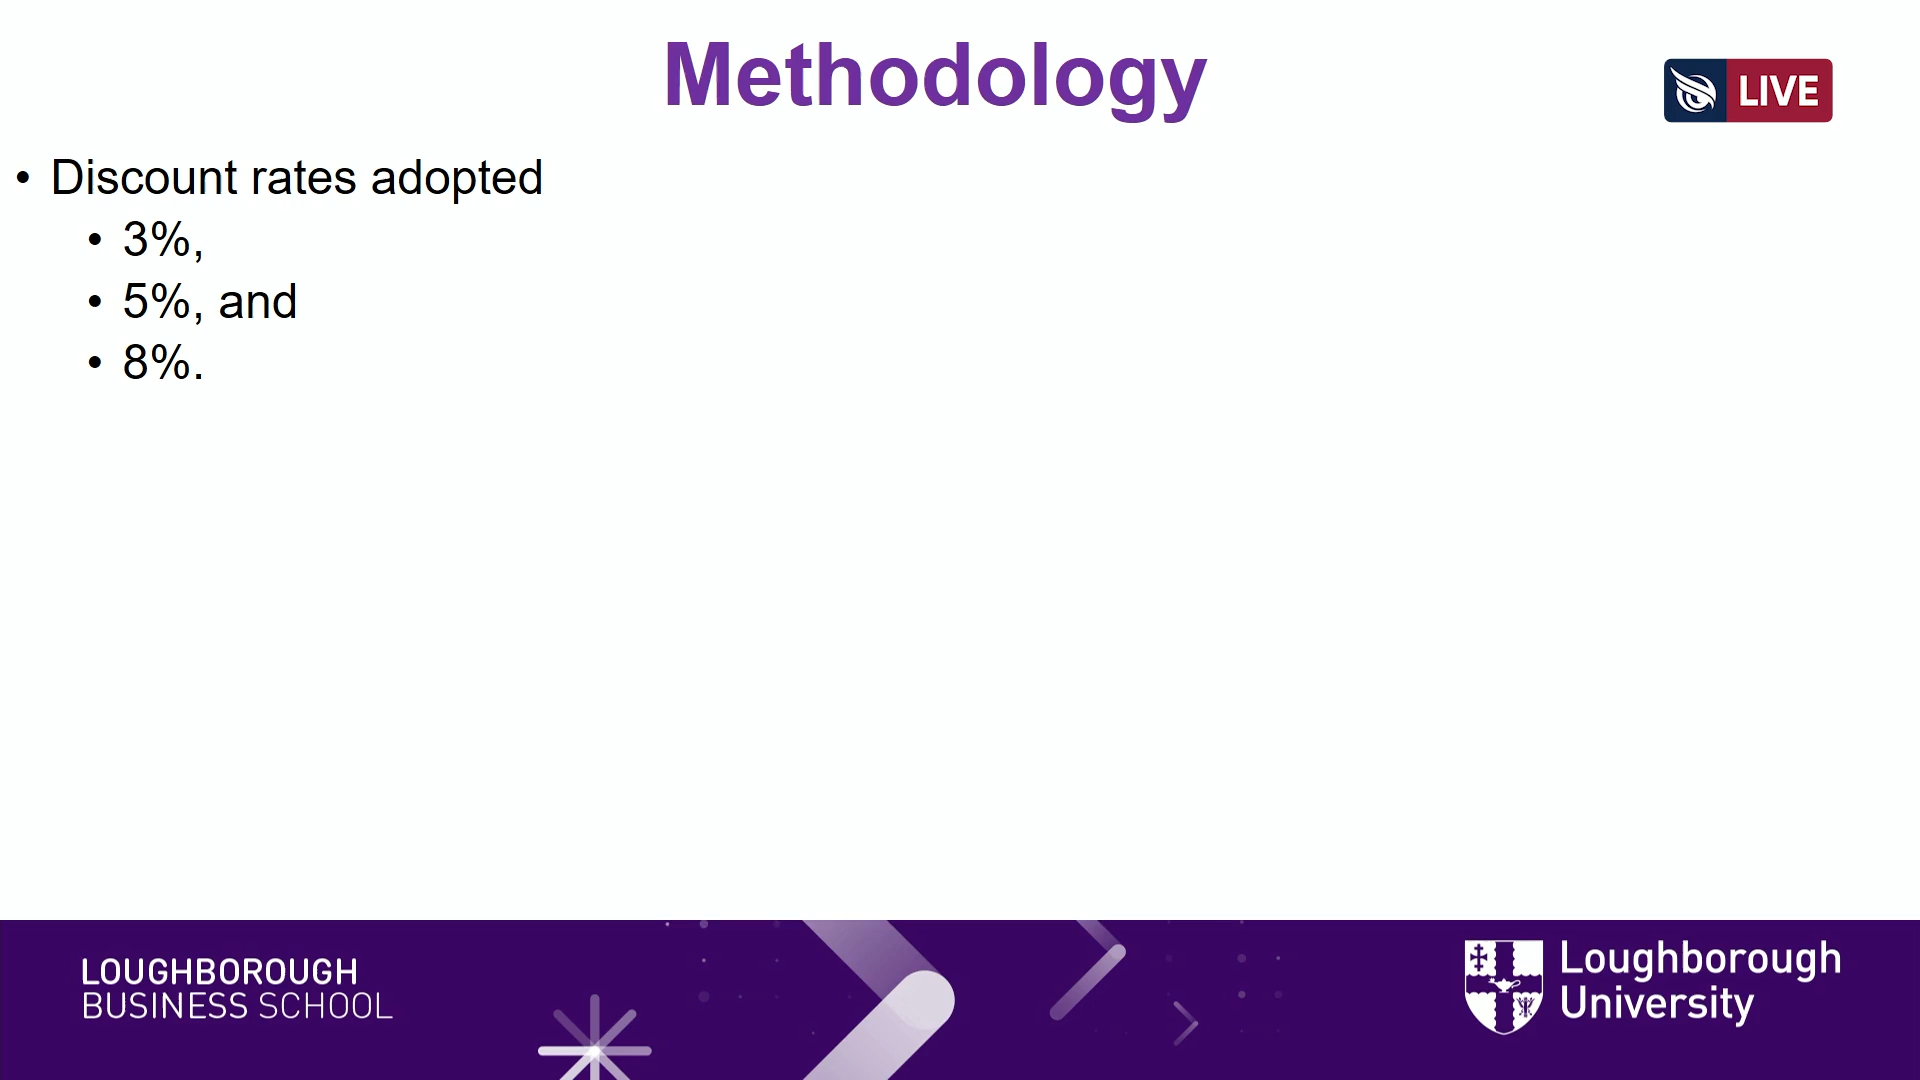 Methodology
LIVE
• Discount rates adopted
• 3%,
• 5%, and
• 8%.
LOUGHBOROUGH
BUSINESS SCHOOL
Loughborough
University